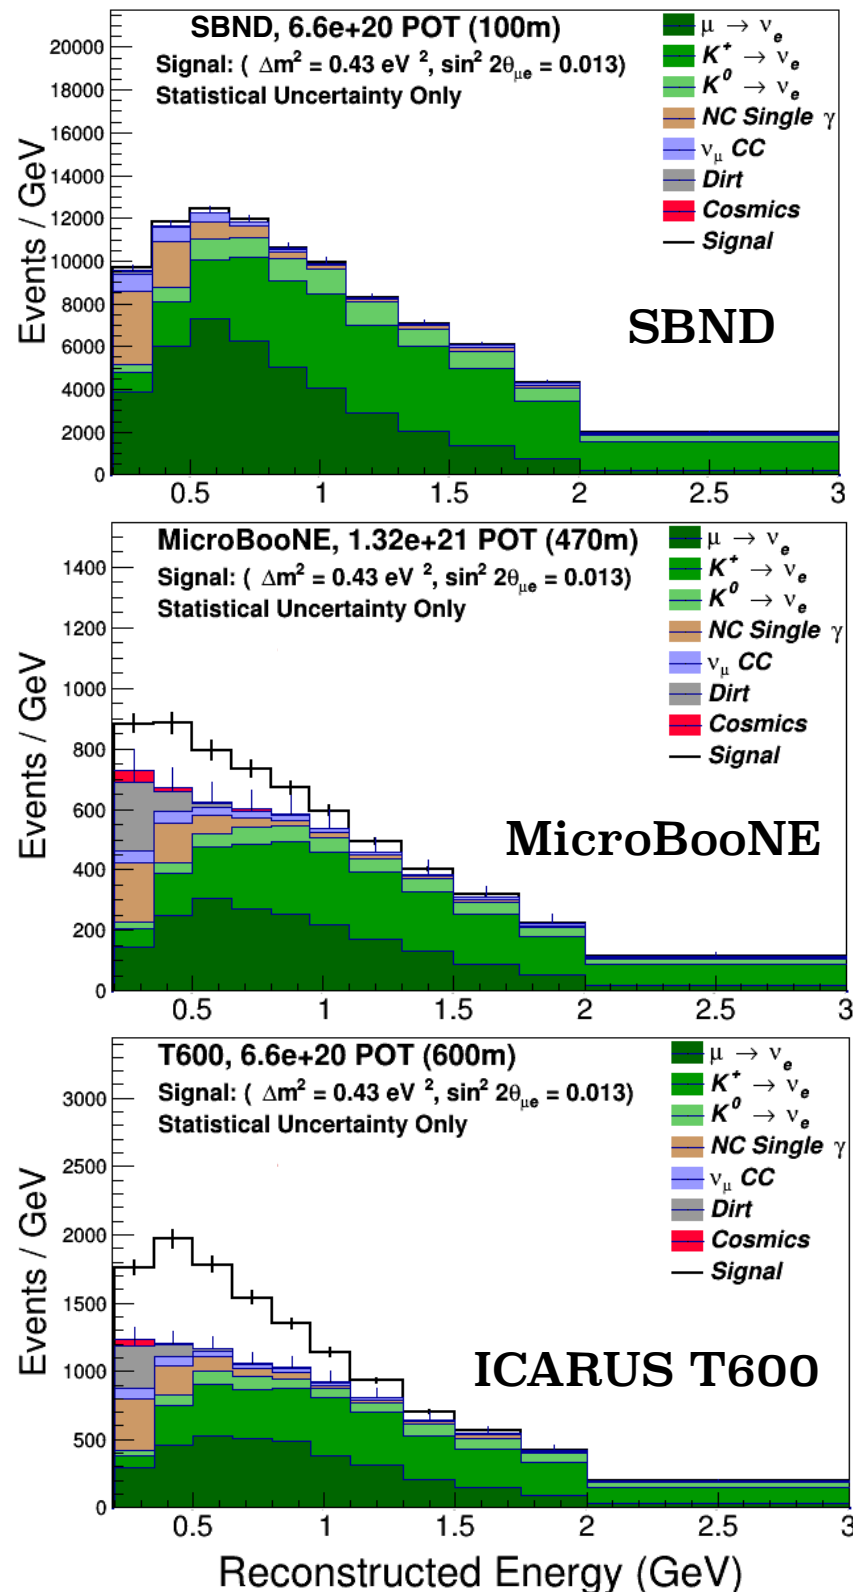 SBND, 6.6e+20 POT (100m)
Signal: ( Δm² = 0.43 eV ², sin² 2θμe = 0.013)
Statistical Uncertainty Only
μ → νe
K⁺ → νe
K⁰ → νe
NC Single γ
νμ CC
Dirt
Cosmics
Signal
SBND
Events / GeV
20000
18000
16000
14000
12000
10000
8000
6000
4000
2000
0
0.5 1 1.5 2 2.5 3
MicroBooNE, 1.32e+21 POT (470m)
Signal: ( Δm² = 0.43 eV ², sin² 2θμe = 0.013)
Statistical Uncertainty Only
μ → νe
K⁺ → νe
K⁰ → νe
NC Single γ
νμ CC
Dirt
Cosmics
Signal
MicroBooNE
Events / GeV
1400
1200
1000
800
600
400
200
0
0.5 1 1.5 2 2.5 3
T600, 6.6e+20 POT (600m)
Signal: ( Δm² = 0.43 eV ², sin² 2θμe = 0.013)
Statistical Uncertainty Only
μ → νe
K⁺ → νe
K⁰ → νe
NC Single γ
νμ CC
Dirt
Cosmics
Signal
ICARUS T600
Events / GeV
3000
2500
2000
1500
1000
500
0
0.5 1 1.5 2 2.5 3
Reconstructed Energy (GeV)